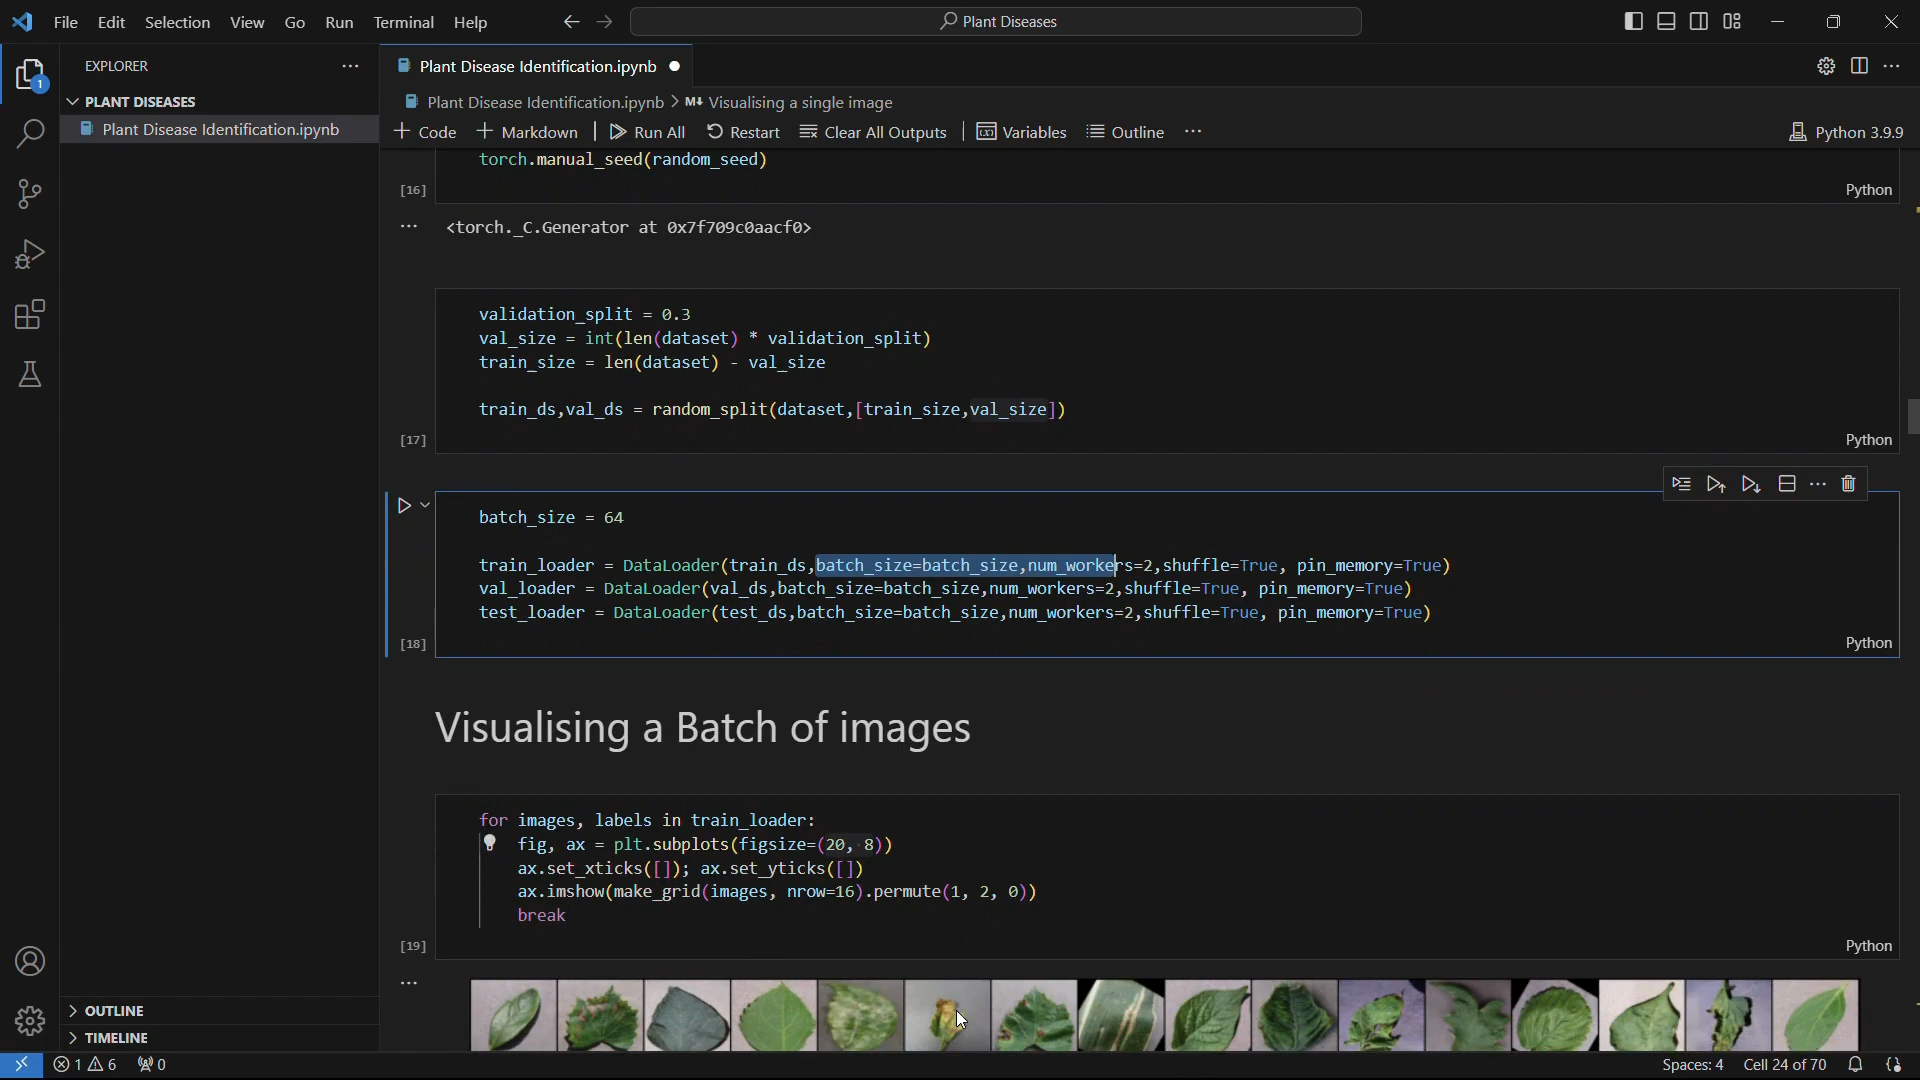 File Edit Selection View Go Run Terminal Help
Plant Diseases
1
EXPLORER
PLANT DISEASES
Plant Disease Identification.ipynb
OUTLINE
TIMELINE
Plant Disease Identification.ipynb
Plant Disease Identification.ipynb > M↓ Visualising a single image
+ Code + Markdown Run All Restart Clear All Outputs Variables Outline ... Python 3.9.9
torch.manual_seed(random_seed)
[16] Python
<torch._C.Generator at 0x7f709c0aacf0>
validation_split = 0.3
val_size = int(len(dataset) * validation_split)
train_size = len(dataset) - val_size
train_ds,val_ds = random_split(dataset,[train_size,val_size])
[17] Python
batch_size = 64
train_loader = DataLoader(train_ds,batch_size=batch_size,num_workers=2,shuffle=True, pin_memory=True)
val_loader = DataLoader(val_ds,batch_size=batch_size,num_workers=2,shuffle=True, pin_memory=True)
test_loader = DataLoader(test_ds,batch_size=batch_size,num_workers=2,shuffle=True, pin_memory=True)
[18] Python
Visualising a Batch of images
for images, labels in train_loader:
fig, ax = plt.subplots(figsize=(20, 8))
ax.set_xticks([]); ax.set_yticks([])
ax.imshow(make_grid(images, nrow=16).permute(1, 2, 0))
break
[19] Python
1 6 0 Spaces: 4 Cell 24 of 70